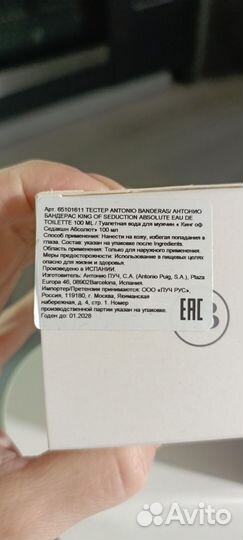 Арт. 65101611 ТЕСТЕР ANTONIO BANDERAS/ АНТОНИО
БАНДЕРАС KING OF SEDUCTION ABSOLUTE EAU DE
TOILETTE 100 ML / Туалетная вода для мужчин « Кинг оф
Седакшн Абсолют» 100 мл
Способ применения: Нанести на кожу, избегая попадания в
глаза. Состав: указан на упаковке после Ingredients.
Область применения: Только для наружного применения.
Меры предосторожности: Использование в пищевых целях
опасно для жизни и здоровья.
Произведено в ИСПАНИИ.
Изготовитель: Антонио ПУЧ, С.А. (Antonio Puig, S.A.), Plaza
Europa 46, 08902Barcelona, Испания.
Импортер/Претензии принимаются: ООО «ПУЧ РУС»,
Россия, 119180, г. Москва, Якиманская
набережная, д. 4, стр. 1. Номер
производственной партии указан на упаковке.
Годен до: 01.2028
EAC
B
Avito